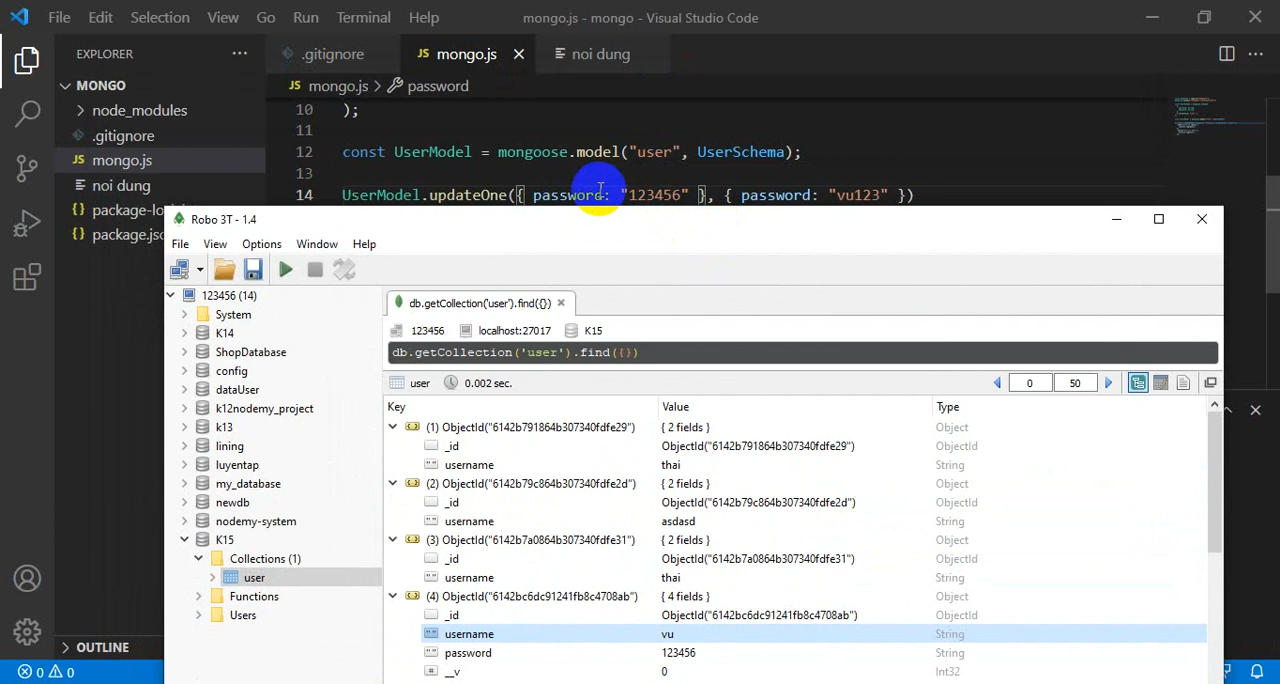 File Edit Selection View Go Run Terminal Help mongo.js - mongo - Visual Studio Code
EXPLORER ··· .gitignore JS mongo.js noi dung
MONGO
JS mongo.js > password
node_modules
.gitignore
JS mongo.js
noi dung
package-lo
package.jso
10 );
11
12 const UserModel = mongoose.model("user", UserSchema);
13
14 UserModel.updateOne({ password: "123456" }, { password: "vu123" })
Robo 3T - 1.4
File View Options Window Help
123456 (14)
System
K14
ShopDatabase
config
dataUser
k12nodemy_project
k13
lining
luyentap
my_database
newdb
nodemy-system
K15
Collections (1)
user
Functions
Users
db.getCollection('user').find({})
123456 localhost:27017 K15
db.getCollection('user').find({})
user 0.002 sec. 0 50
Key Value Type
(1) ObjectId("6142b791864b307340fdfe29") { 2 fields } Object
_id ObjectId("6142b791864b307340fdfe29") ObjectId
username thai String
(2) ObjectId("6142b79c864b307340fdfe2d") { 2 fields } Object
_id ObjectId("6142b79c864b307340fdfe2d") ObjectId
username asdasd String
(3) ObjectId("6142b7a0864b307340fdfe31") { 2 fields } Object
_id ObjectId("6142b7a0864b307340fdfe31") ObjectId
username thai String
(4) ObjectId("6142bc6dc91241fb8c4708ab") { 4 fields } Object
_id ObjectId("6142bc6dc91241fb8c4708ab") ObjectId
username vu String
password 123456 String
__v 0 Int32
OUTLINE
0 0